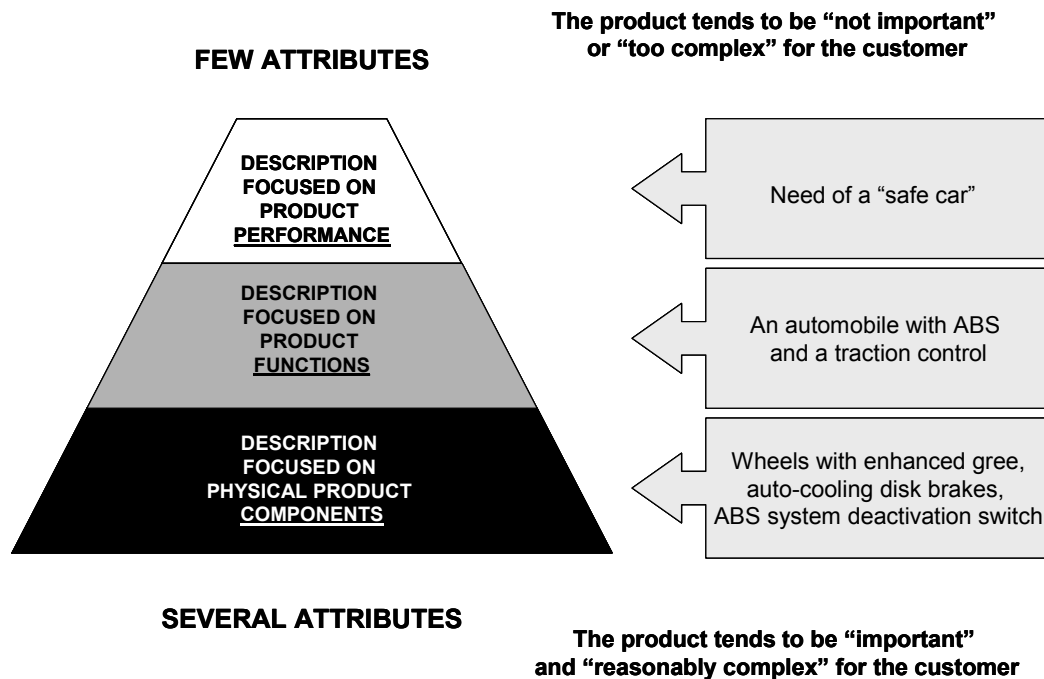 The product tends to be “not important”
or “too complex” for the customer
FEW ATTRIBUTES
DESCRIPTION
FOCUSED ON
PRODUCT
PERFORMANCE
Need of a “safe car”
DESCRIPTION
FOCUSED ON
PRODUCT
FUNCTIONS
An automobile with ABS
and a traction control
DESCRIPTION
FOCUSED ON
PHYSICAL PRODUCT
COMPONENTS
Wheels with enhanced gree,
auto-cooling disk brakes,
ABS system deactivation switch
SEVERAL ATTRIBUTES
The product tends to be “important”
and “reasonably complex” for the customer